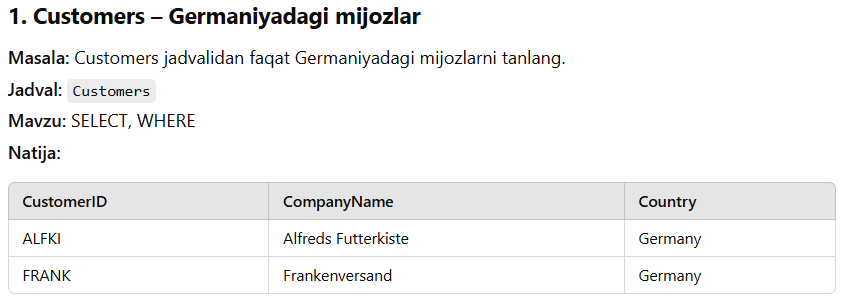 1. Customers – Germaniyadagi mijozlar
Masala: Customers jadvalidan faqat Germaniyadagi mijozlarni tanlang.
Jadval: Customers
Mavzu: SELECT, WHERE
Natija:
CustomerID CompanyName Country
ALFKI Alfreds Futterkiste Germany
FRANK Frankenversand Germany